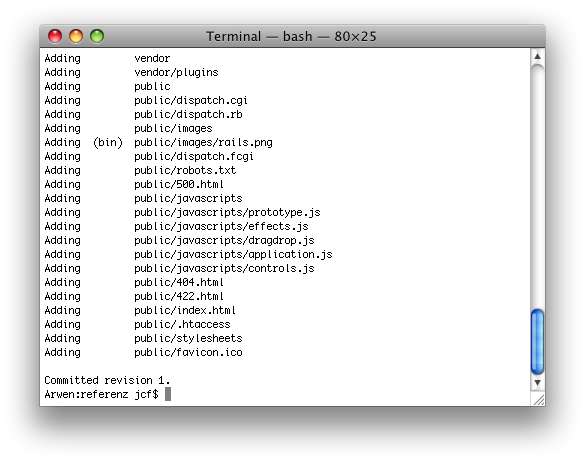 Terminal — bash — 80×25
Adding         vendor
Adding         vendor/plugins
Adding         public
Adding         public/dispatch.cgi
Adding         public/dispatch.rb
Adding         public/images
Adding  (bin)  public/images/rails.png
Adding         public/dispatch.fcgi
Adding         public/robots.txt
Adding         public/500.html
Adding         public/javascripts
Adding         public/javascripts/prototype.js
Adding         public/javascripts/effects.js
Adding         public/javascripts/dragdrop.js
Adding         public/javascripts/application.js
Adding         public/javascripts/controls.js
Adding         public/404.html
Adding         public/422.html
Adding         public/index.html
Adding         public/.htaccess
Adding         public/stylesheets
Adding         public/favicon.ico
Committed revision 1.
Arwen:referenz jcf$